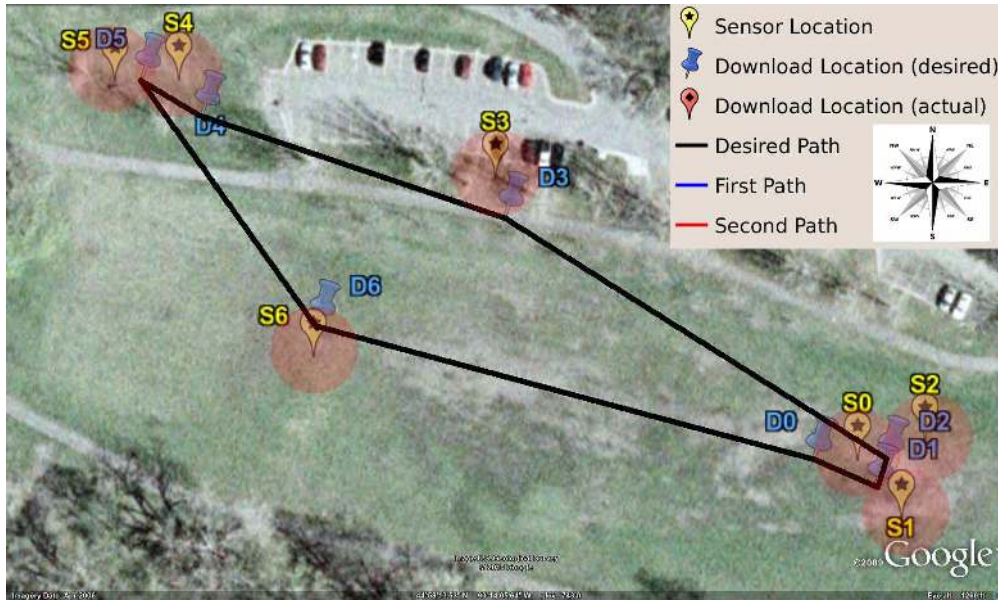 Sensor Location
Download Location (desired)
Download Location (actual)
Desired Path
First Path
Second Path
N
W
E
S
S5
D5
S4
D4
S3
D3
D6
S6
D0
S0
S2
D2
D1
S1
Google